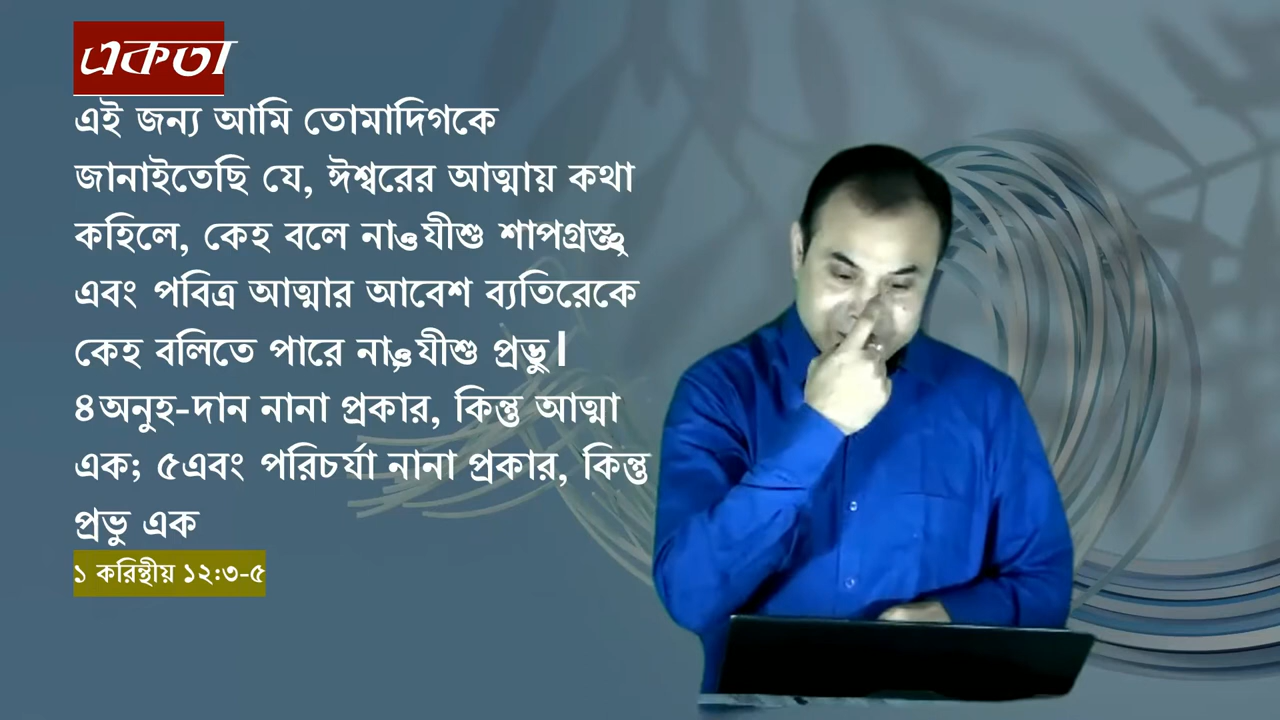 একতা
এই জন্য আমি তোমাদিগকে
জানাইতেছি যে, ঈশ্বরের আত্মায় কথা
কহিলে, কেহ বলে না‍ওযীশু শাপগ্রস্ত,
এবং পবিত্র আত্মার আবেশ ব্যতিরেকে
কেহ বলিতে পারে না,যীশু প্রভু।
৪অনুহ-দান নানা প্রকার, কিন্তু আত্মা
এক; ৫এবং পরিচর্যা নানা প্রকার, কিন্তু
প্রভু এক
১ করিন্থীয় ১২:৩-৫